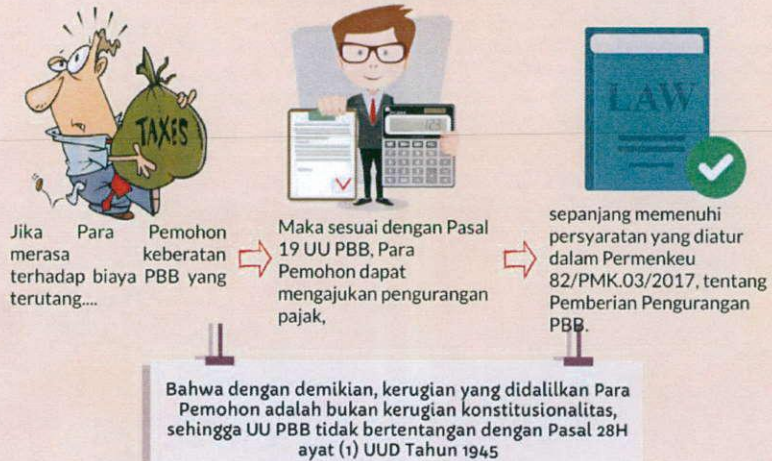 TAXES
123
LAW
Jika Para Pemohon
merasa keberatan
terhadap biaya PBB yang
terutang....
Maka sesuai dengan Pasal
19 UU PBB, Para
Pemohon dapat
mengajukan pengurangan
pajak,
sepanjang memenuhi
persyaratan yang diatur
dalam Permenkeu
82/PMK.03/2017, tentang
Pemberian Pengurangan
PBB.
Bahwa dengan demikian, kerugian yang didalilkan Para
Pemohon adalah bukan kerugian konstitusionalitas,
sehingga UU PBB tidak bertentangan dengan Pasal 28H
ayat (1) UUD Tahun 1945